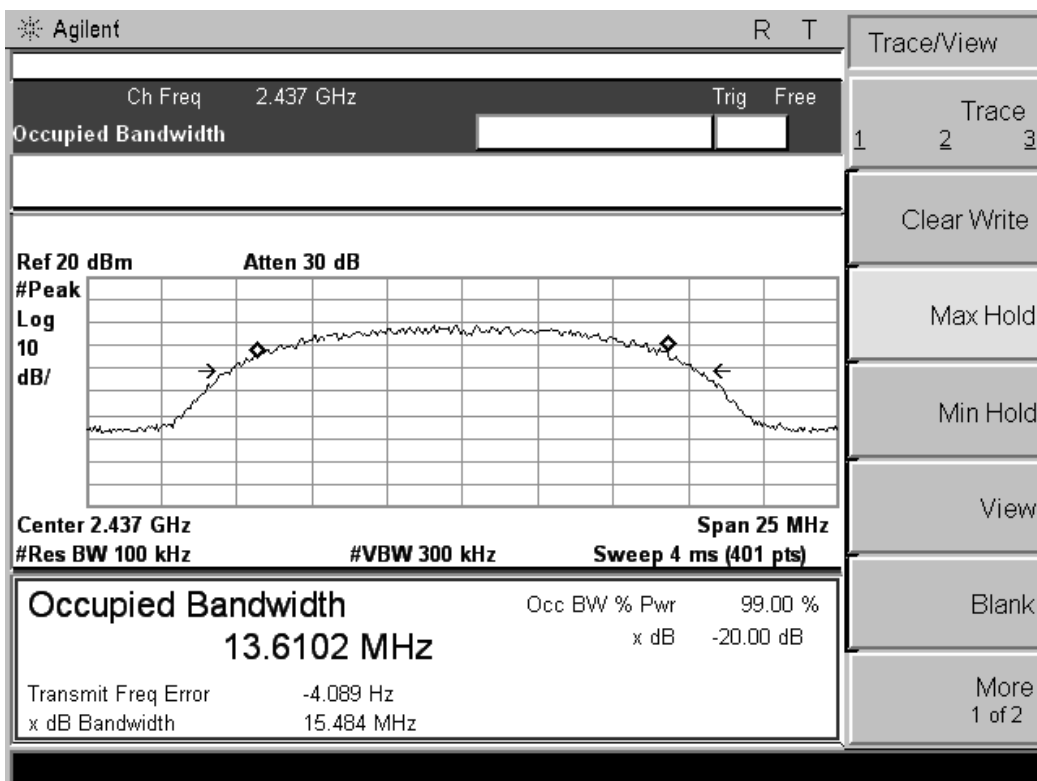 Agilent R T
Trace/View
Ch Freq 2.437 GHz Trig Free
Occupied Bandwidth
Trace
1 2 3
Clear Write
Max Hold
Min Hold
View
Blank
More
1 of 2
Ref 20 dBm Atten 30 dB
#Peak
Log
10
dB/
Center 2.437 GHz Span 25 MHz
#Res BW 100 kHz #VBW 300 kHz Sweep 4 ms (401 pts)
Occupied Bandwidth Occ BW % Pwr 99.00 %
13.6102 MHz x dB -20.00 dB
Transmit Freq Error -4.089 Hz
x dB Bandwidth 15.484 MHz